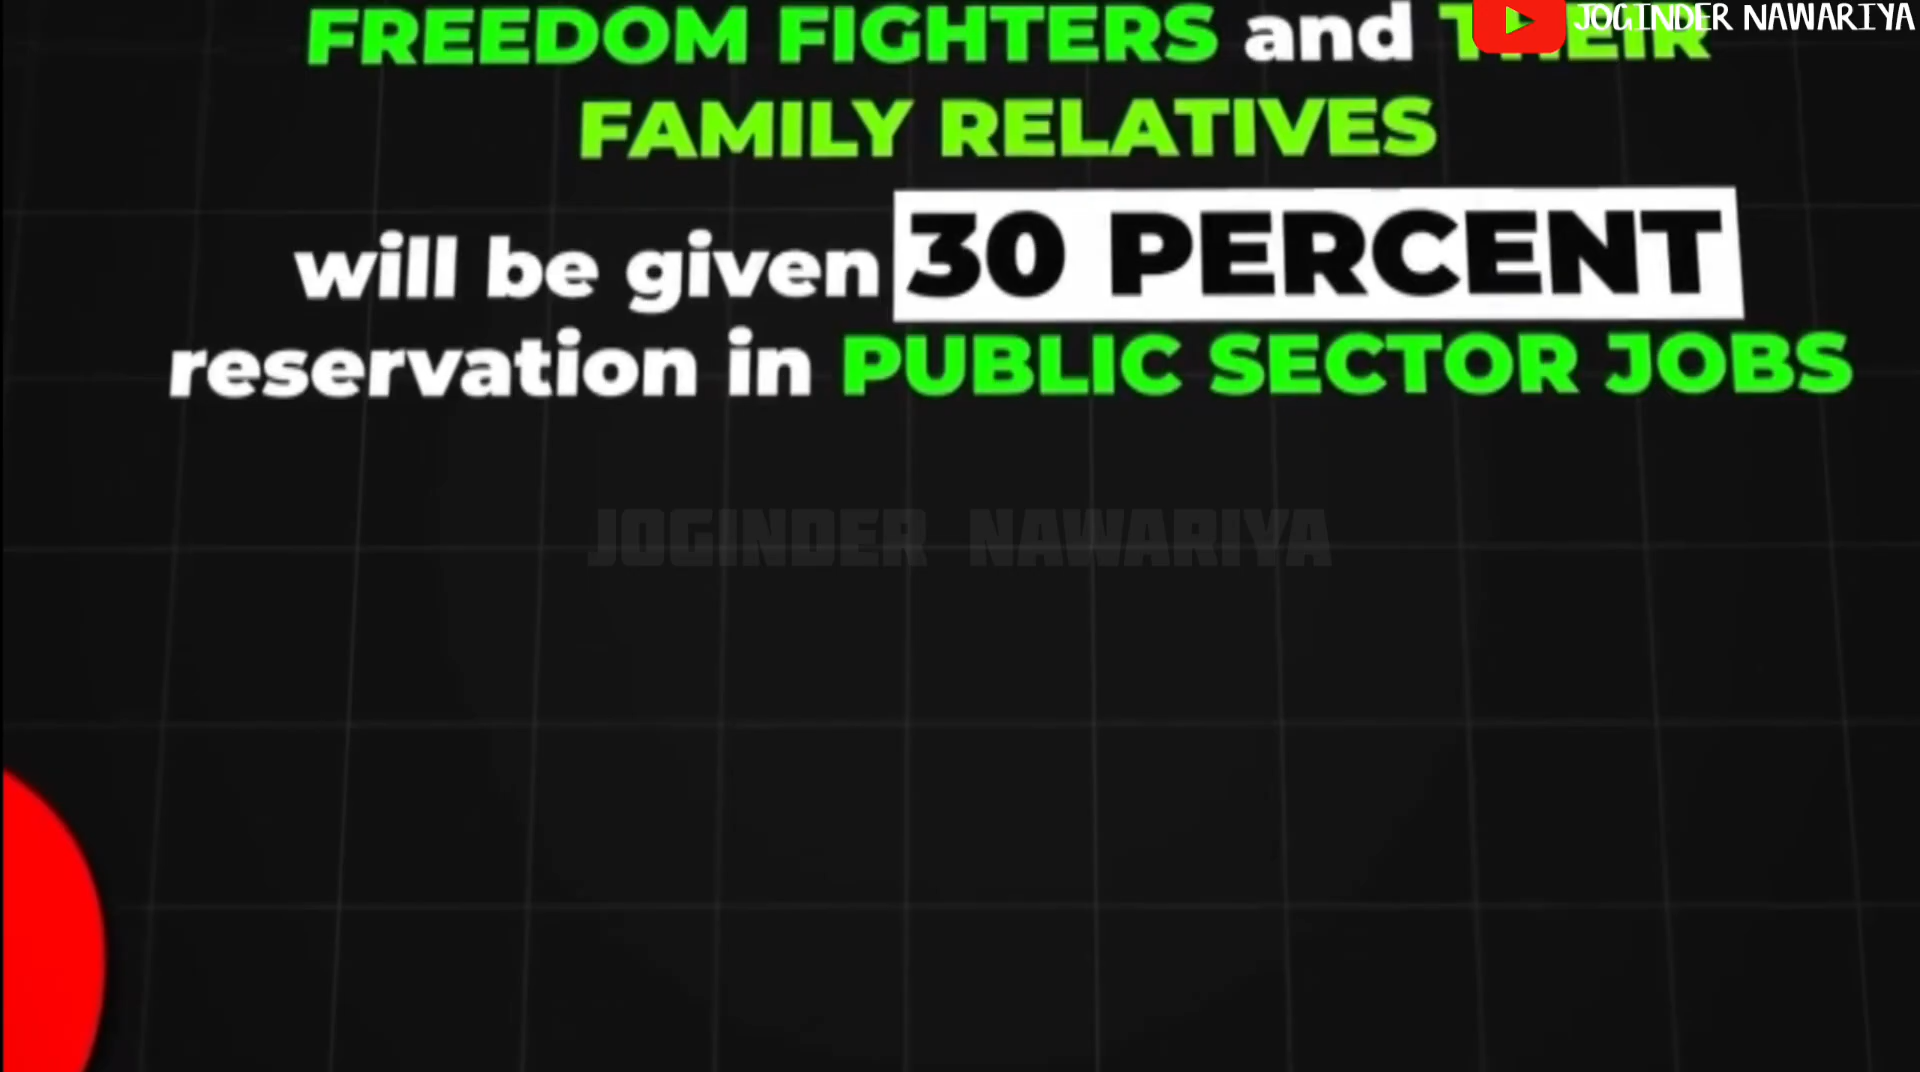 FREEDOM FIGHTERS and THEIR
JOGINDER NAWARIYA
FAMILY RELATIVES
will be given 30 PERCENT
reservation in PUBLIC SECTOR JOBS
JOGINDER NAWARIYA